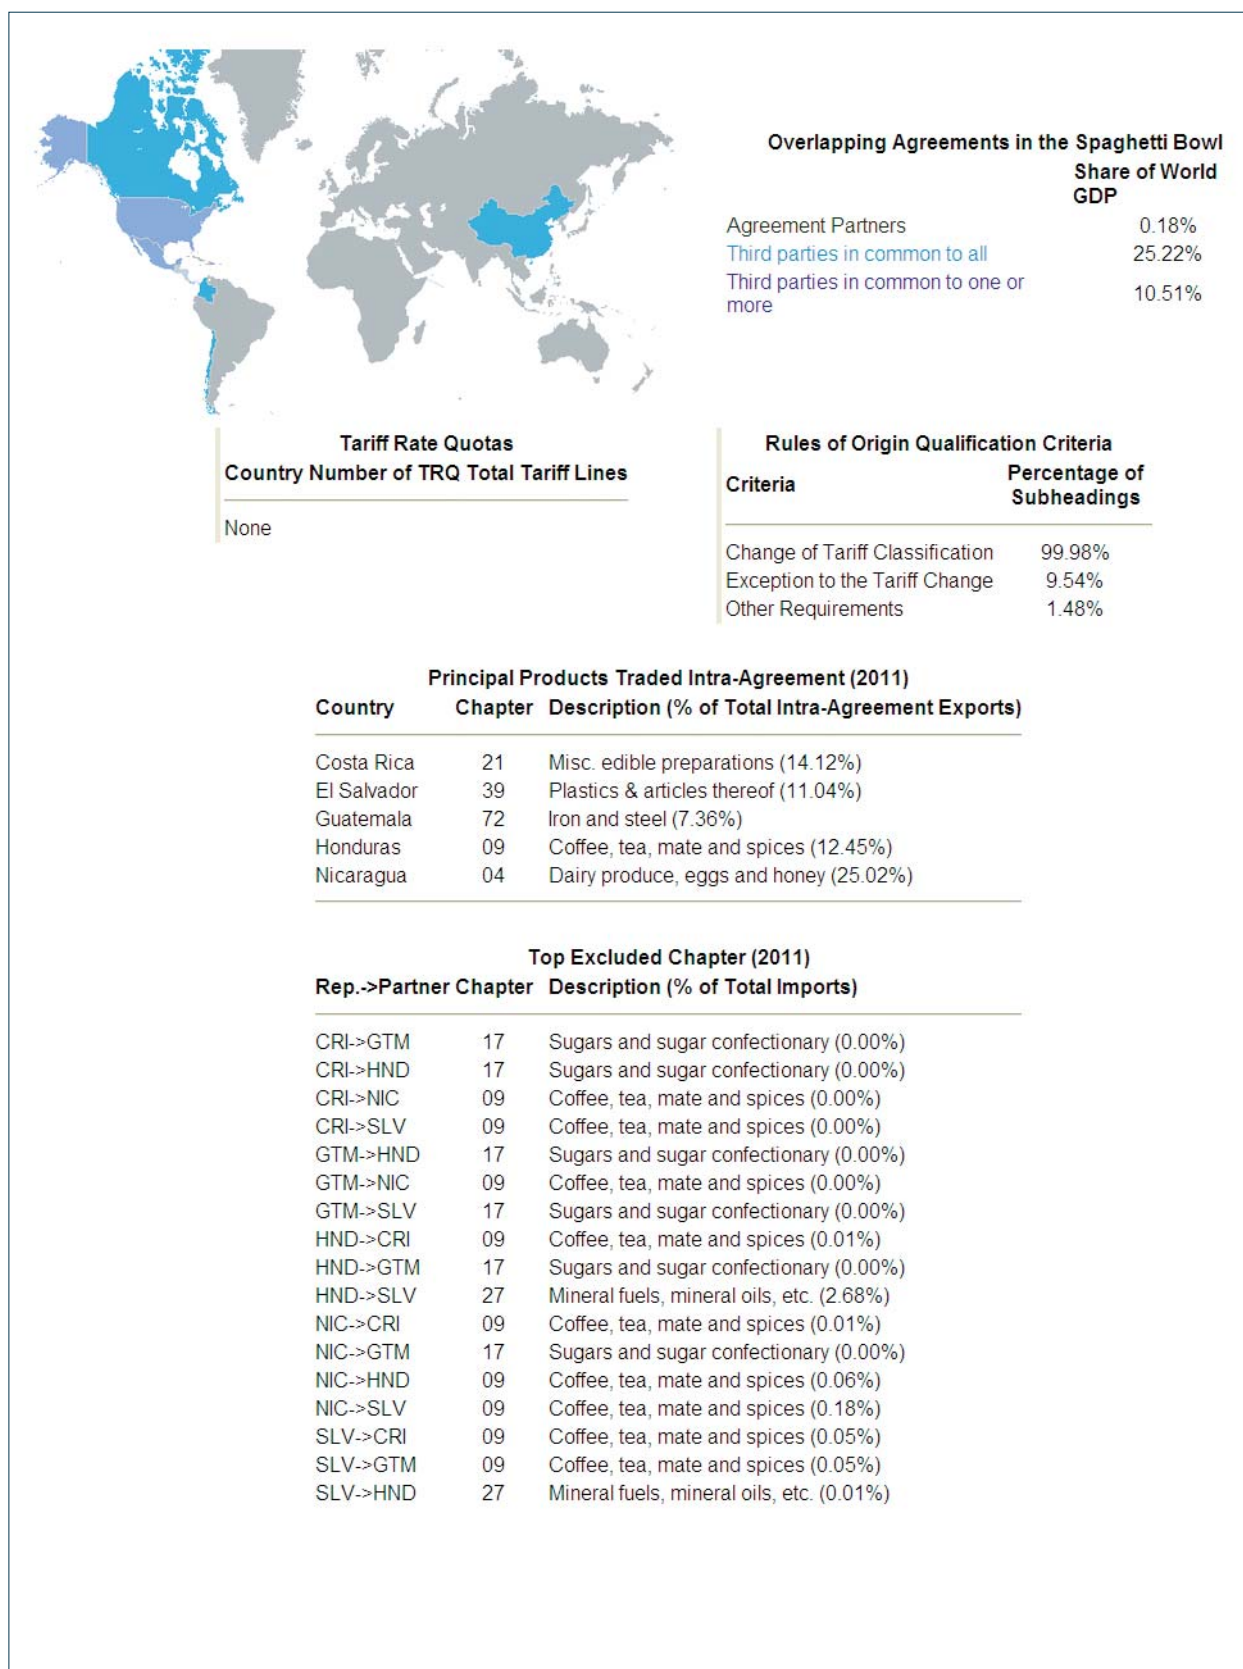 Overlapping Agreements in the Spaghetti Bowl
Share of World
GDP
Agreement Partners 0.18%
Third parties in common to all 25.22%
Third parties in common to one or
more 10.51%
Tariff Rate Quotas
Country Number of TRQ Total Tariff Lines
None
Rules of Origin Qualification Criteria
Criteria Percentage of
Subheadings
Change of Tariff Classification 99.98%
Exception to the Tariff Change 9.54%
Other Requirements 1.48%
Principal Products Traded Intra-Agreement (2011)
Country Chapter Description (% of Total Intra-Agreement Exports)
Costa Rica 21 Misc. edible preparations (14.12%)
El Salvador 39 Plastics & articles thereof (11.04%)
Guatemala 72 Iron and steel (7.36%)
Honduras 09 Coffee, tea, mate and spices (12.45%)
Nicaragua 04 Dairy produce, eggs and honey (25.02%)
Top Excluded Chapter (2011)
Rep.->Partner Chapter Description (% of Total Imports)
CRI->GTM 17 Sugars and sugar confectionary (0.00%)
CRI->HND 17 Sugars and sugar confectionary (0.00%)
CRI->NIC 09 Coffee, tea, mate and spices (0.00%)
CRI->SLV 09 Coffee, tea, mate and spices (0.00%)
GTM->HND 17 Sugars and sugar confectionary (0.00%)
GTM->NIC 09 Coffee, tea, mate and spices (0.00%)
GTM->SLV 17 Sugars and sugar confectionary (0.00%)
HND->CRI 09 Coffee, tea, mate and spices (0.01%)
HND->GTM 17 Sugars and sugar confectionary (0.00%)
HND->SLV 27 Mineral fuels, mineral oils, etc. (2.68%)
NIC->CRI 09 Coffee, tea, mate and spices (0.01%)
NIC->GTM 17 Sugars and sugar confectionary (0.00%)
NIC->HND 09 Coffee, tea, mate and spices (0.06%)
NIC->SLV 09 Coffee, tea, mate and spices (0.18%)
SLV->CRI 09 Coffee, tea, mate and spices (0.05%)
SLV->GTM 09 Coffee, tea, mate and spices (0.05%)
SLV->HND 27 Mineral fuels, mineral oils, etc. (0.01%)